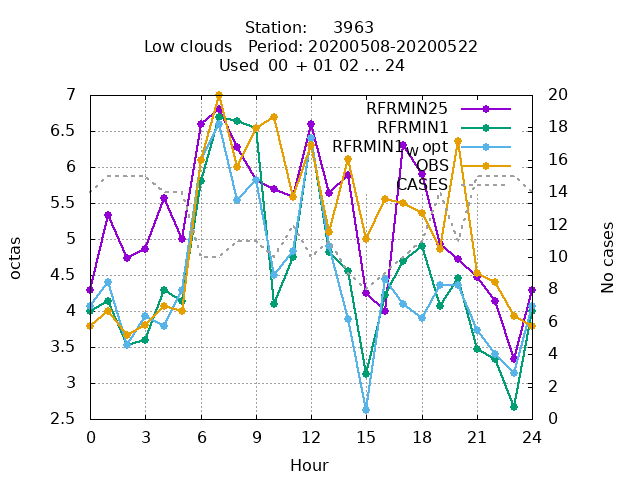 Station: 3963
Low clouds Period: 20200508-20200522
Used 00 + 01 02 ... 24
7 20
6.5 18
6 16
5.5 14
5 12
4.5 10
4 8
3.5 6
3 4
2.5 2
0
RFRMIN25
RFRMIN1
RFRMIN1w opt
OBS
CASES
octas
No cases
0 3 6 9 12 15 18 21 24
Hour